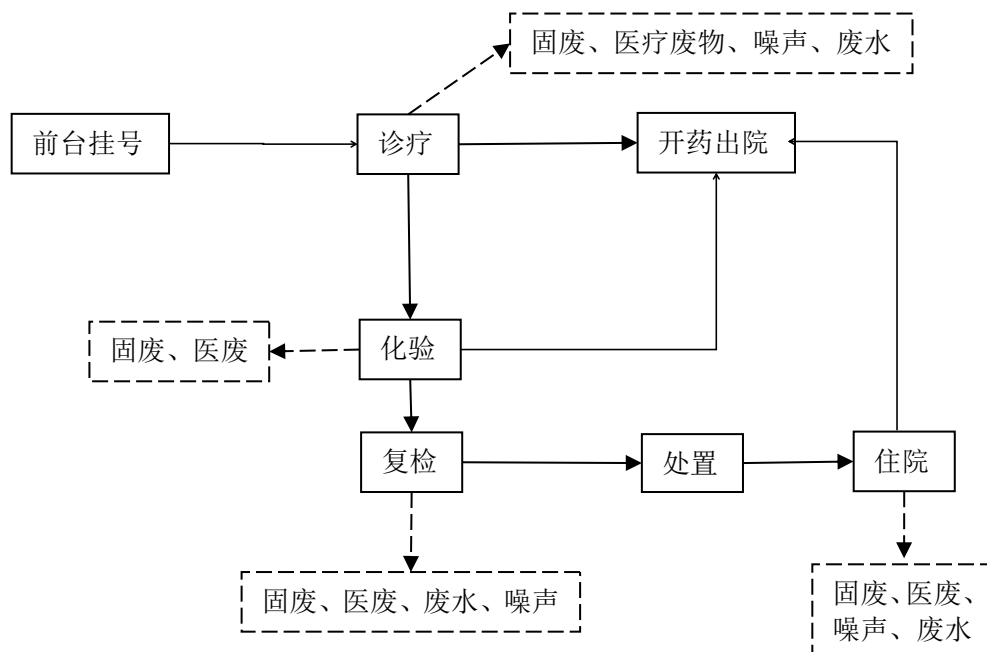 固废、医疗废物、噪声、废水
前台挂号
诊疗
开药出院
固废、医废
化验
复检
处置
住院
固废、医废、废水、噪声
固废、医废、
噪声、废水